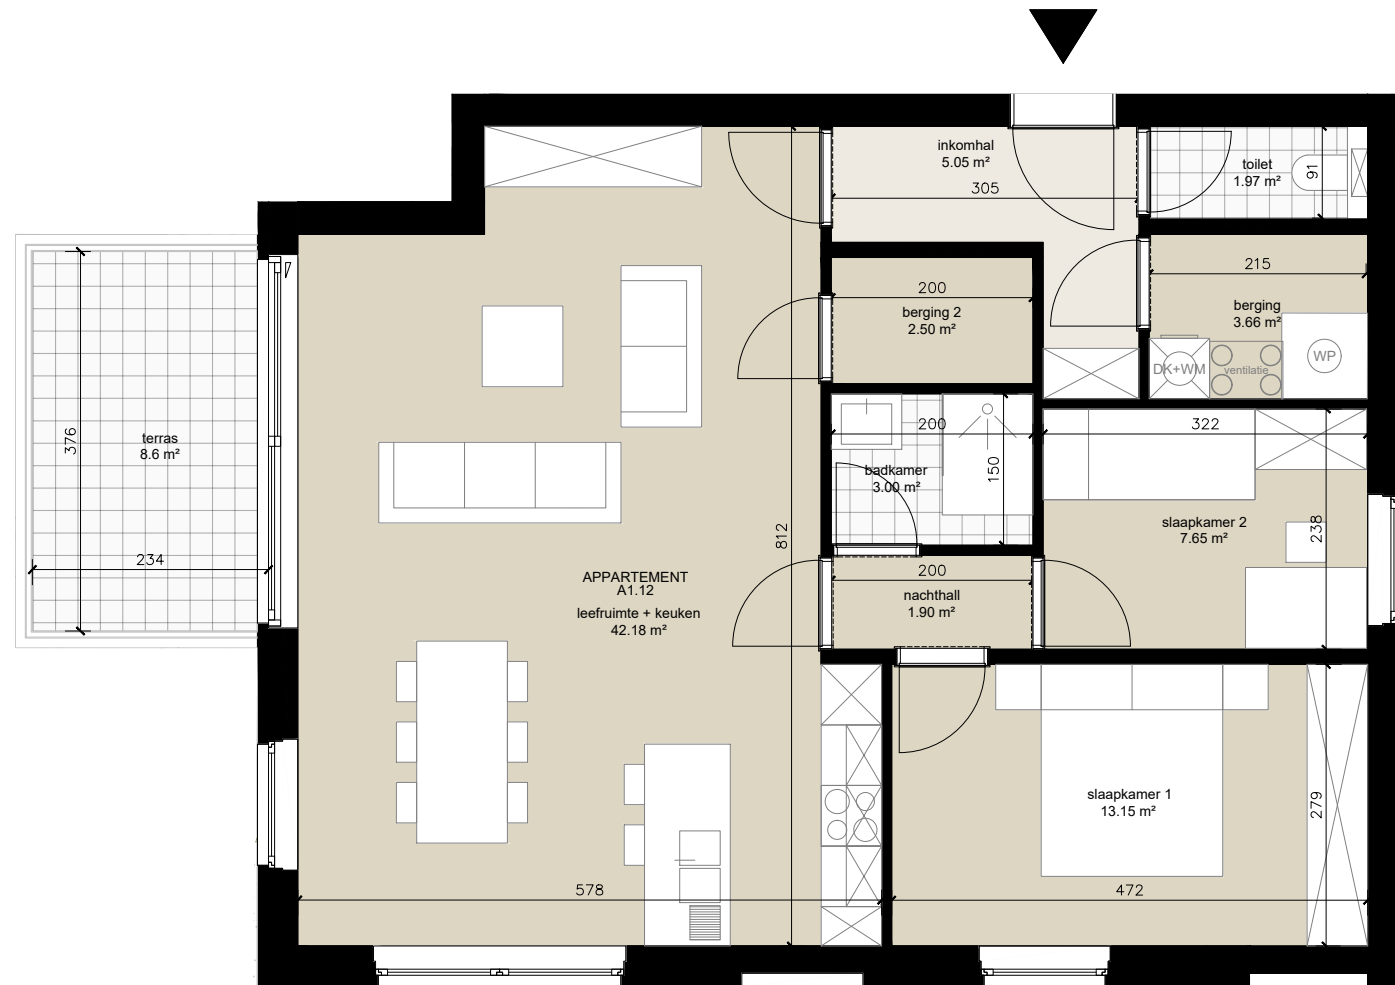 inkomhal
5.05 m²
305
toilet
1.97 m²
91
215
berging
3.66 m²
DK+WM
ventilatie
WP
200
berging 2
2.50 m²
376
terras
8.6 m²
234
200
badkamer
3.00 m²
150
322
slaapkamer 2
7.65 m²
238
812
APPARTEMENT
A1.12
leefruimte + keuken
42.18 m²
200
nachthall
1.90 m²
slaapkamer 1
13.15 m²
279
578
472